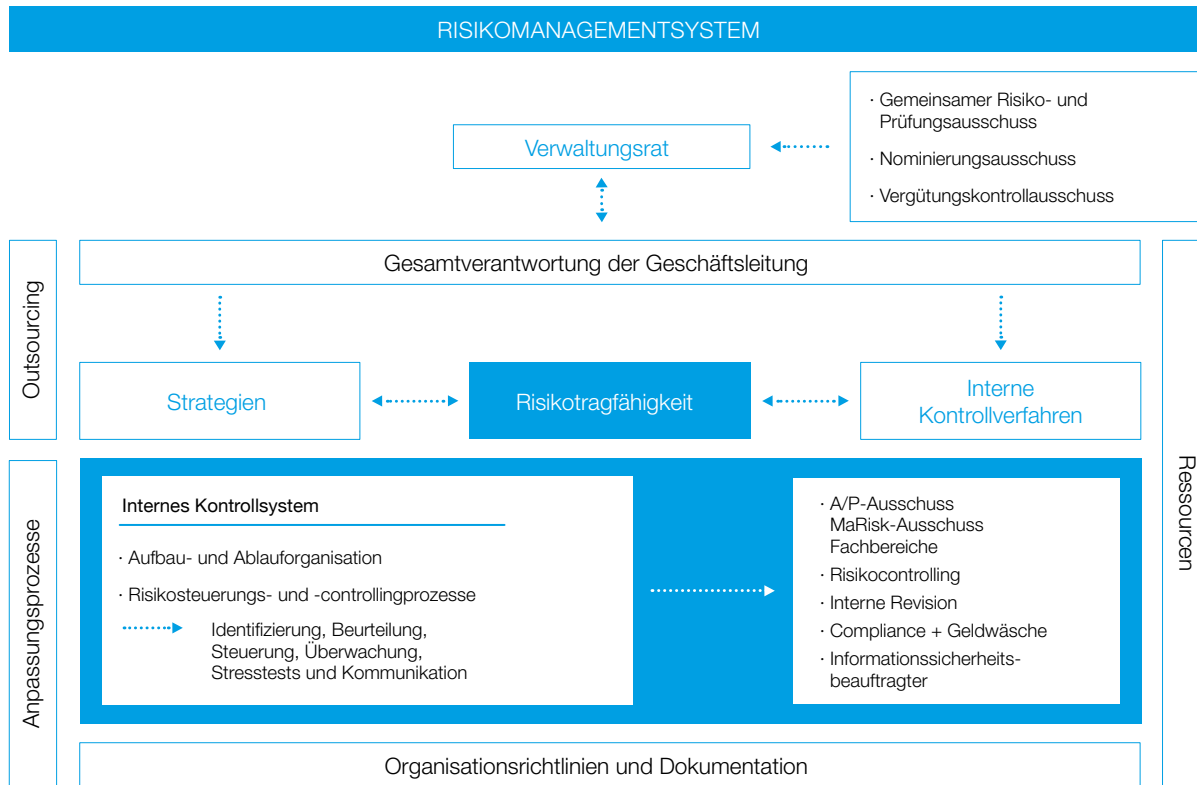 RISIKOMANAGEMENTSYSTEM
· Gemeinsamer Risiko- und
Prüfungsausschuss
· Nominierungsausschuss
· Vergütungskontrollausschuss
Verwaltungsrat
Gesamtverantwortung der Geschäftsleitung
Outsourcing
Strategien
Risikotragfähigkeit
Interne
Kontrollverfahren
Ressourcen
Anpassungsprozesse
Internes Kontrollsystem
· Aufbau- und Ablauforganisation
· Risikosteuerungs- und -controllingprozesse
Identifizierung, Beurteilung,
Steuerung, Überwachung,
Stresstests und Kommunikation
· A/P-Ausschuss
MaRisk-Ausschuss
Fachbereiche
· Risikocontrolling
· Interne Revision
· Compliance + Geldwäsche
· Informationssicherheits-
beauftragter
Organisationsrichtlinien und Dokumentation